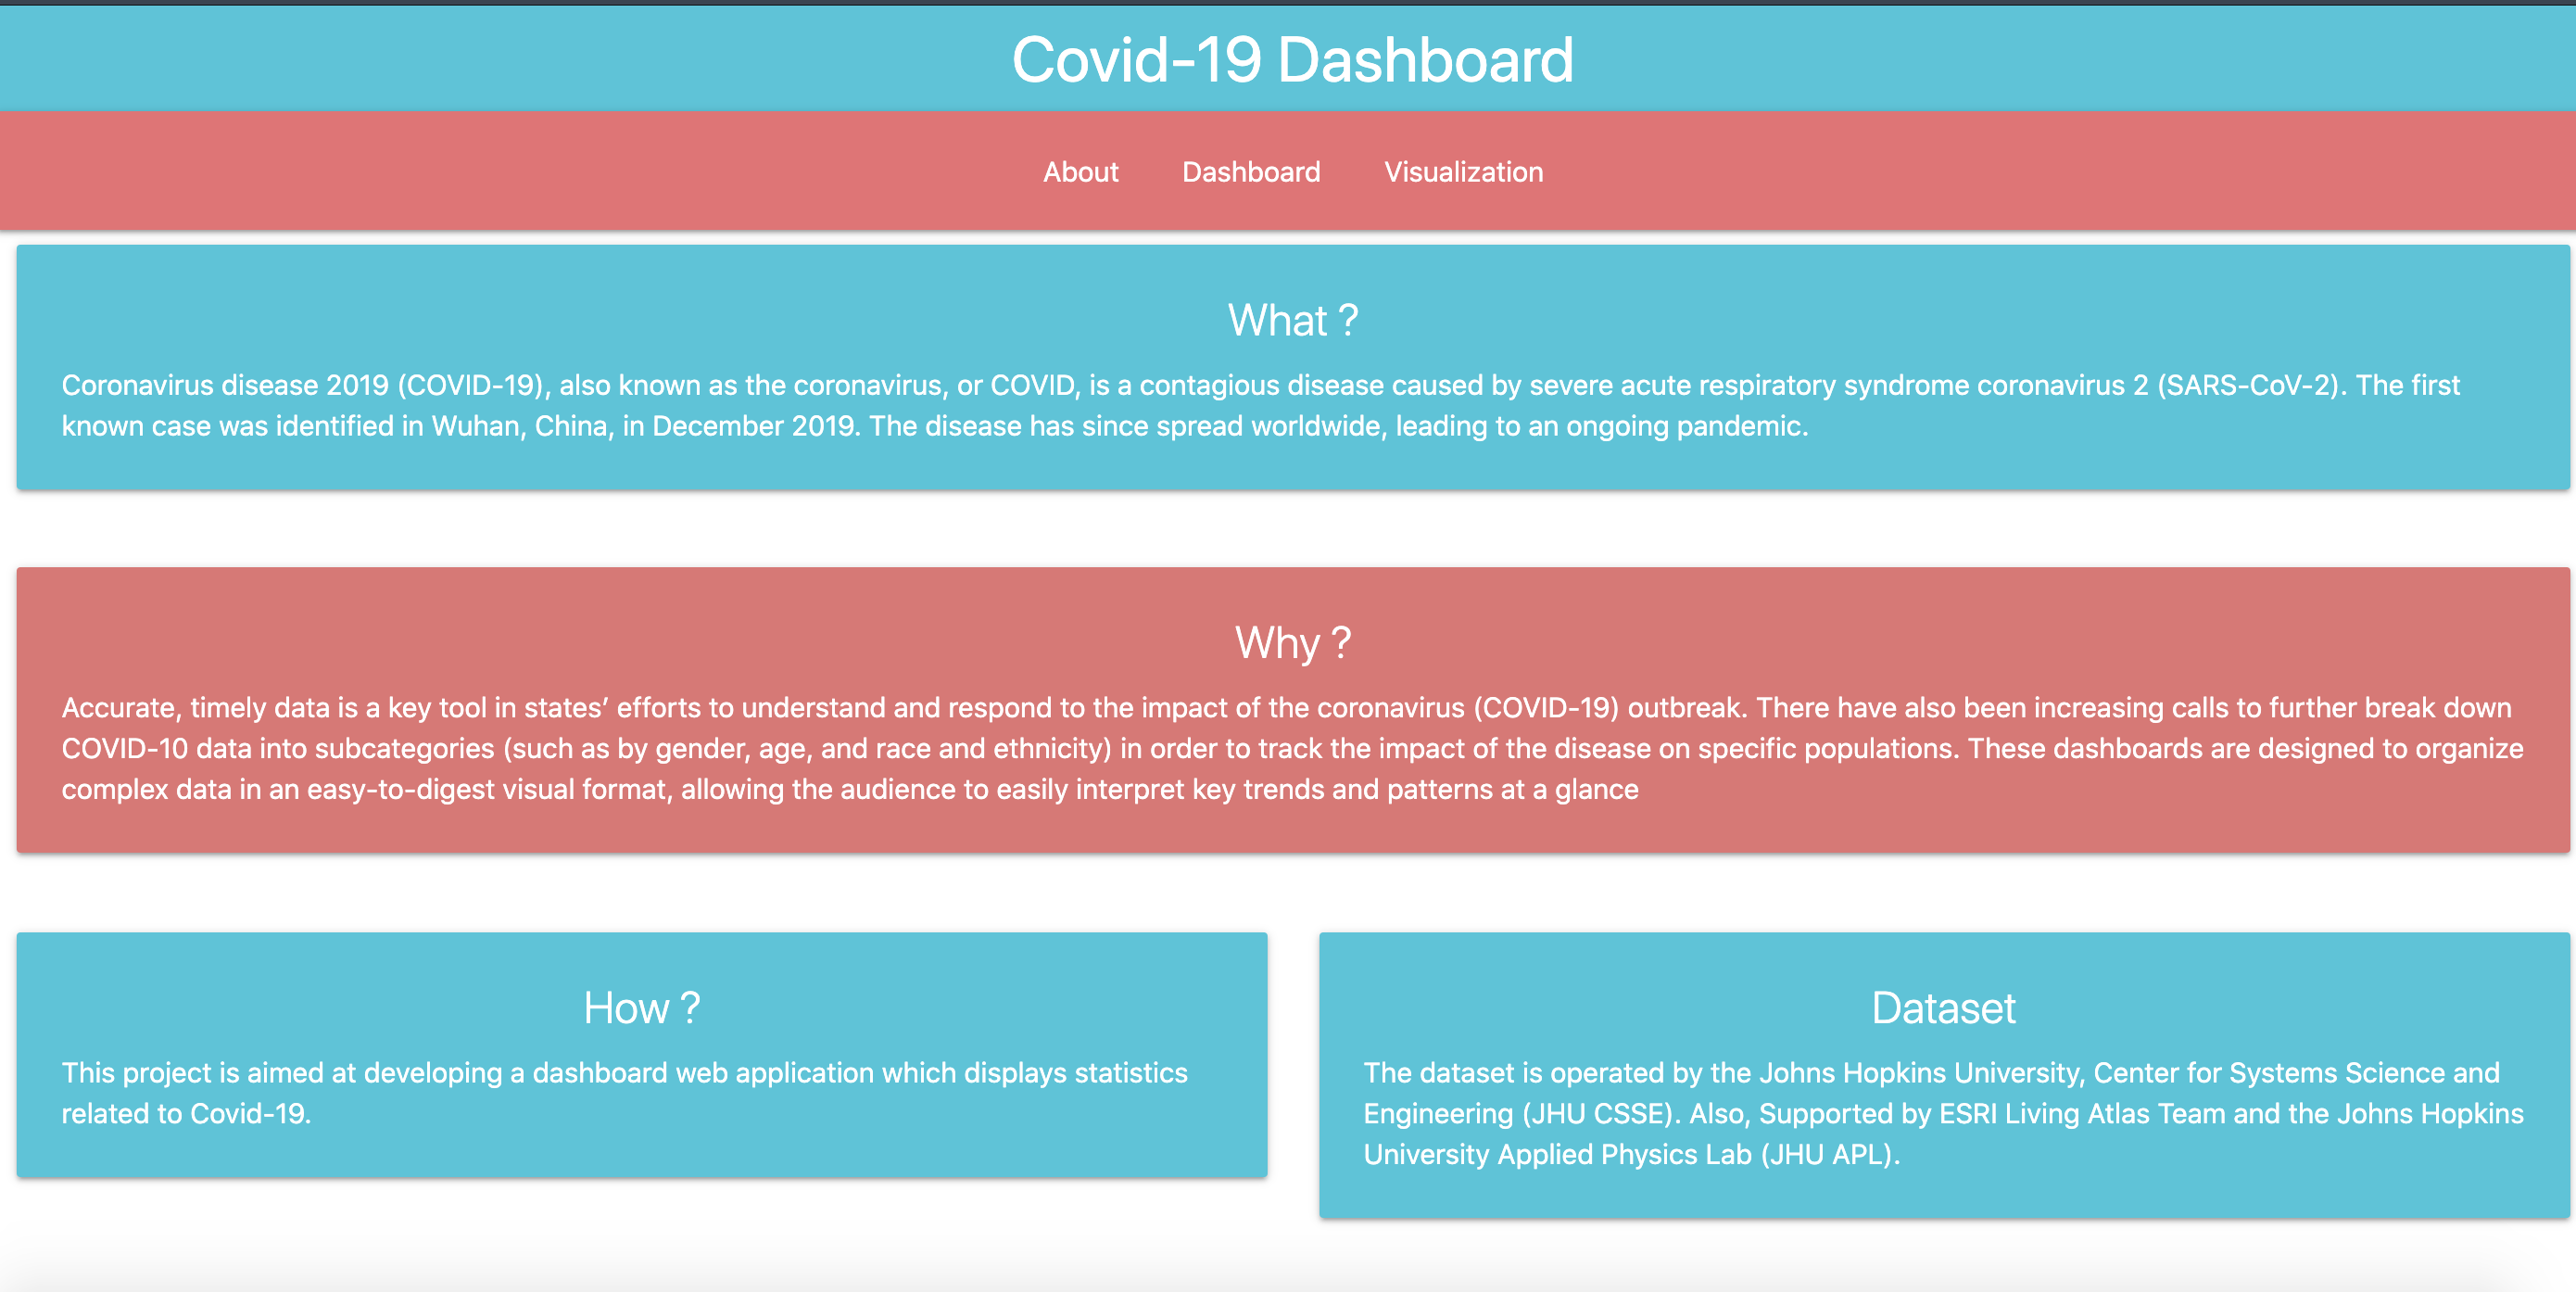 Covid-19 Dashboard
About Dashboard Visualization
What ?
Coronavirus disease 2019 (COVID-19), also known as the coronavirus, or COVID, is a contagious disease caused by severe acute respiratory syndrome coronavirus 2 (SARS-CoV-2). The first
known case was identified in Wuhan, China, in December 2019. The disease has since spread worldwide, leading to an ongoing pandemic.
Why ?
Accurate, timely data is a key tool in states’ efforts to understand and respond to the impact of the coronavirus (COVID-19) outbreak. There have also been increasing calls to further break down
COVID-10 data into subcategories (such as by gender, age, and race and ethnicity) in order to track the impact of the disease on specific populations. These dashboards are designed to organize
complex data in an easy-to-digest visual format, allowing the audience to easily interpret key trends and patterns at a glance
How ?
This project is aimed at developing a dashboard web application which displays statistics
related to Covid-19.
Dataset
The dataset is operated by the Johns Hopkins University, Center for Systems Science and
Engineering (JHU CSSE). Also, Supported by ESRI Living Atlas Team and the Johns Hopkins
University Applied Physics Lab (JHU APL).